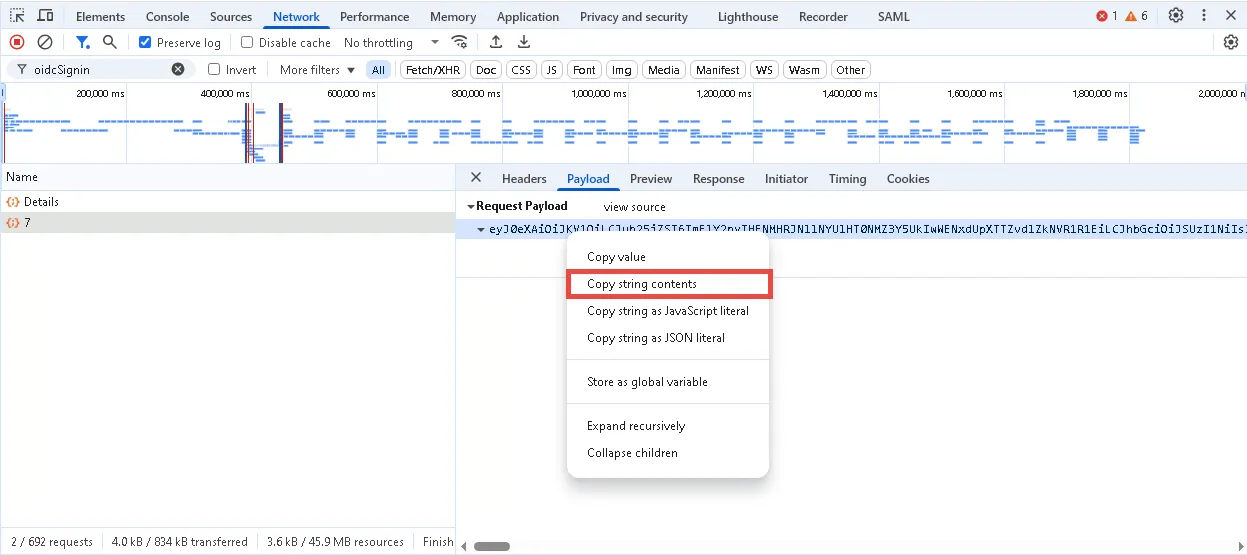 Elements Console Sources Network Performance Memory Application Privacy and security Lighthouse Recorder SAML 1 6
Preserve log Disable cache No throttling
oidcSignin Invert More filters All Fetch/XHR Doc CSS JS Font Img Media Manifest WS Wasm Other
200,000 ms 400,000 ms 600,000 ms 800,000 ms 1,000,000 ms 1,200,000 ms 1,400,000 ms 1,600,000 ms 1,800,000 ms 2,000,000 n
Name
Details
7
Headers Payload Preview Response Initiator Timing Cookies
Request Payload view source
Copy value
Copy string contents
Copy string as JavaScript literal
Copy string as JSON literal
Store as global variable
Expand recursively
Collapse children
2 / 692 requests 4.0 kB / 834 kB transferred 3.6 kB / 45.9 MB resources Finish